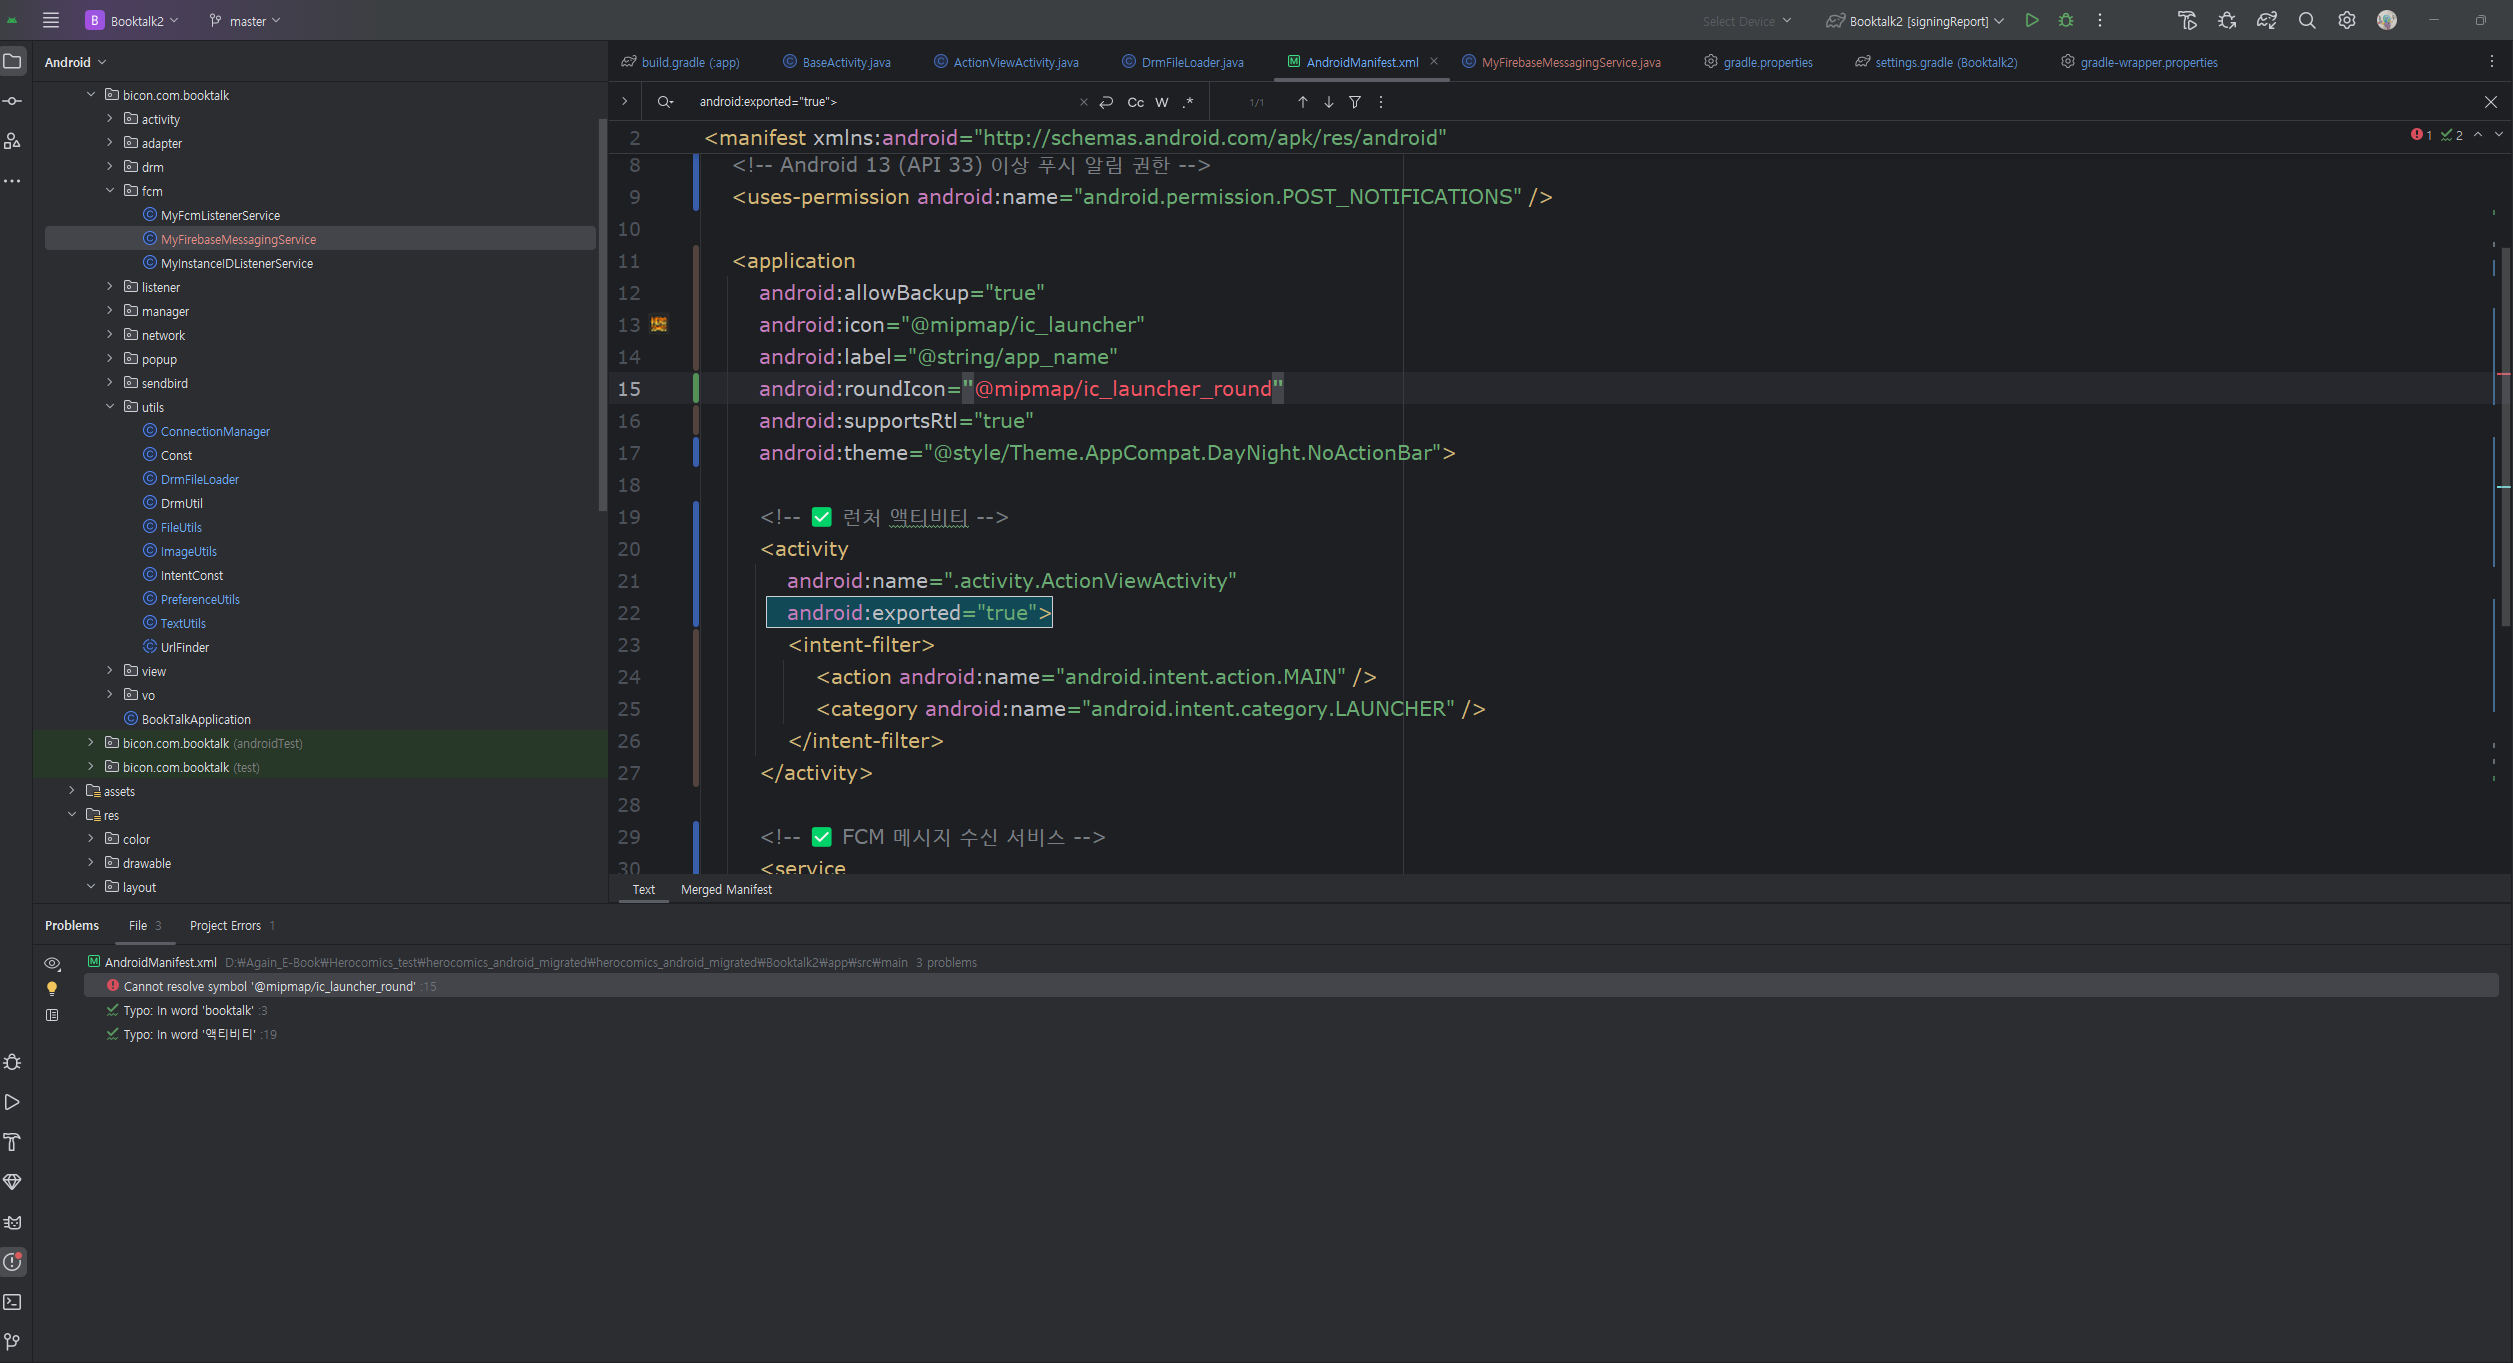 B Booktalk2 master Select Device Booktalk2 [signingReport]
Android
build.gradle (:app) BaseActivity.java ActionViewActivity.java DrmFileLoader.java AndroidManifest.xml MyFirebaseMessagingService.java gradle.properties settings.gradle (Booktalk2) gradle-wrapper.properties
bicon.com.booktalk
activity
adapter
drm
fcm
MyFcmListenerService
MyFirebaseMessagingService
MyInstanceIDListenerService
listener
manager
network
popup
sendbird
utils
ConnectionManager
Const
DrmFileLoader
DrmUtil
FileUtils
ImageUtils
IntentConst
PreferenceUtils
TextUtils
UrlFinder
view
vo
BookTalkApplication
bicon.com.booktalk (androidTest)
bicon.com.booktalk (test)
assets
res
color
drawable
layout
android:exported="true"> Cc W .* 1/1
1 2
2 <manifest xmlns:android="http://schemas.android.com/apk/res/android"
8 <!-- Android 13 (API 33) 이상 푸시 알림 권한 -->
9 <uses-permission android:name="android.permission.POST_NOTIFICATIONS" />
10
11 <application
12 android:allowBackup="true"
13 android:icon="@mipmap/ic_launcher"
14 android:label="@string/app_name"
15 android:roundIcon="@mipmap/ic_launcher_round"
16 android:supportsRtl="true"
17 android:theme="@style/Theme.AppCompat.DayNight.NoActionBar">
18
19 <!-- ✅ 런처 액티비티 -->
20 <activity
21 android:name=".activity.ActionViewActivity"
22 android:exported="true">
23 <intent-filter>
24 <action android:name="android.intent.action.MAIN" />
25 <category android:name="android.intent.category.LAUNCHER" />
26 </intent-filter>
27 </activity>
28
29 <!-- ✅ FCM 메시지 수신 서비스 -->
30 <service
Text Merged Manifest
Problems File 3 Project Errors 1
AndroidManifest.xml D:₩Again_E-Book₩Herocomics_test₩herocomics_android_migrated₩herocomics_android_migrated₩Booktalk2₩app₩src₩main 3 problems
Cannot resolve symbol '@mipmap/ic_launcher_round' :15
Typo: In word 'booktalk' :3
Typo: In word '액티비티' :19